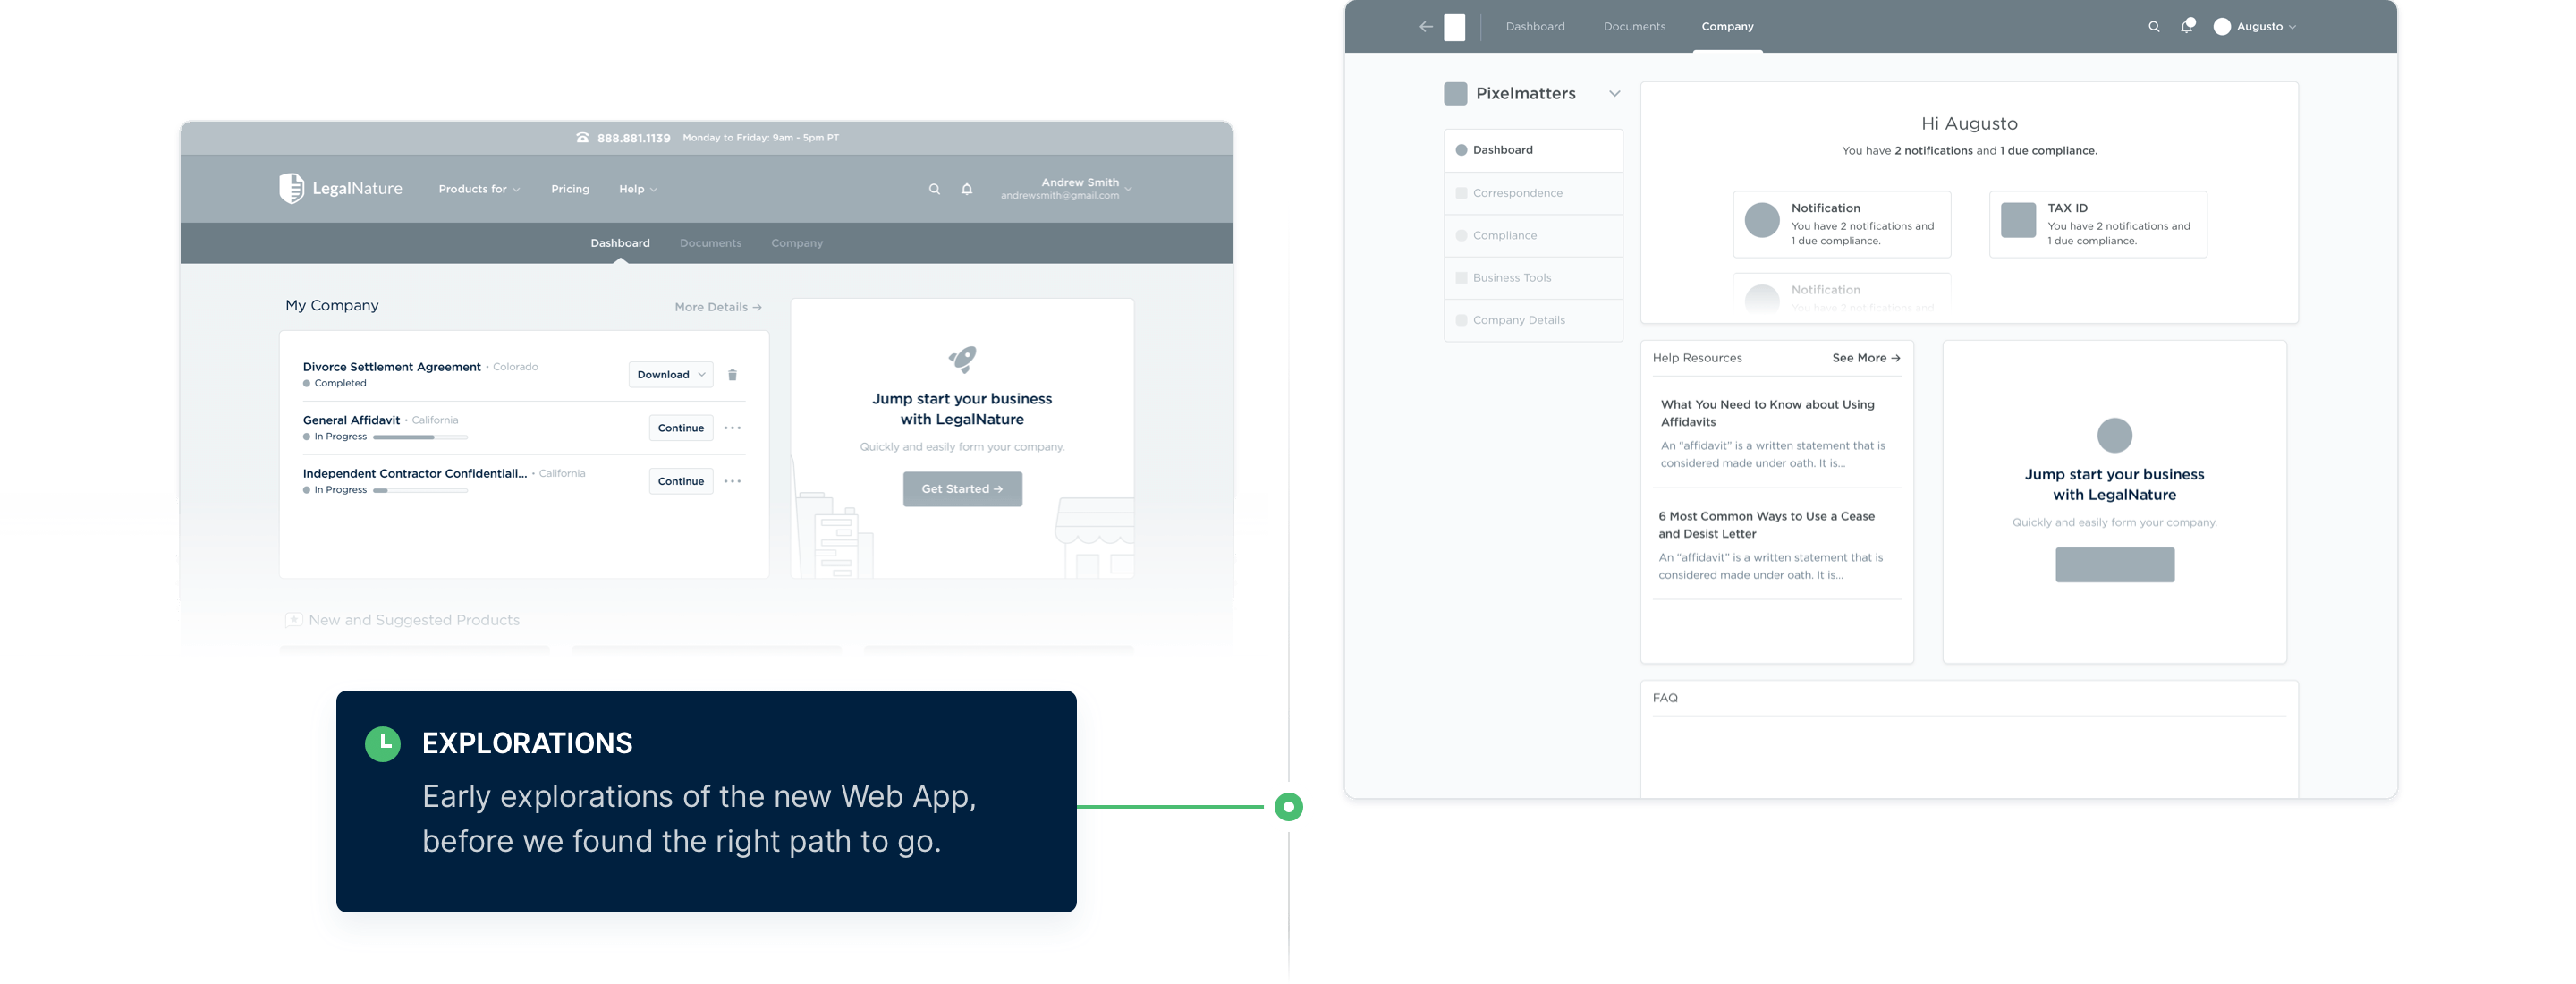 888.881.1139 Monday to Friday: 9am - 5pm PT
LegalNature Products for Pricing Help
Andrew Smith
andrewsmith@gmail.com
Dashboard Documents Company
My Company More Details →
Divorce Settlement Agreement • Colorado
Completed
Download
General Affidavit • California
In Progress
Continue
Independent Contractor Confidentiali... • California
In Progress
Continue
Jump start your business
with LegalNature
Quickly and easily form your company.
Get Started →
New and Suggested Products
EXPLORATIONS
Early explorations of the new Web App,
before we found the right path to go.
Dashboard Documents Company Augusto
Pixelmatters
Dashboard
Correspondence
Compliance
Business Tools
Company Details
Hi Augusto
You have 2 notifications and 1 due compliance.
Notification
You have 2 notifications and
1 due compliance.
TAX ID
You have 2 notifications and
1 due compliance.
Notification
You have 2 notifications and
Help Resources See More →
What You Need to Know about Using
Affidavits
An “affidavit” is a written statement that is
considered made under oath. It is...
6 Most Common Ways to Use a Cease
and Desist Letter
An “affidavit” is a written statement that is
considered made under oath. It is...
Jump start your business
with LegalNature
Quickly and easily form your company.
FAQ